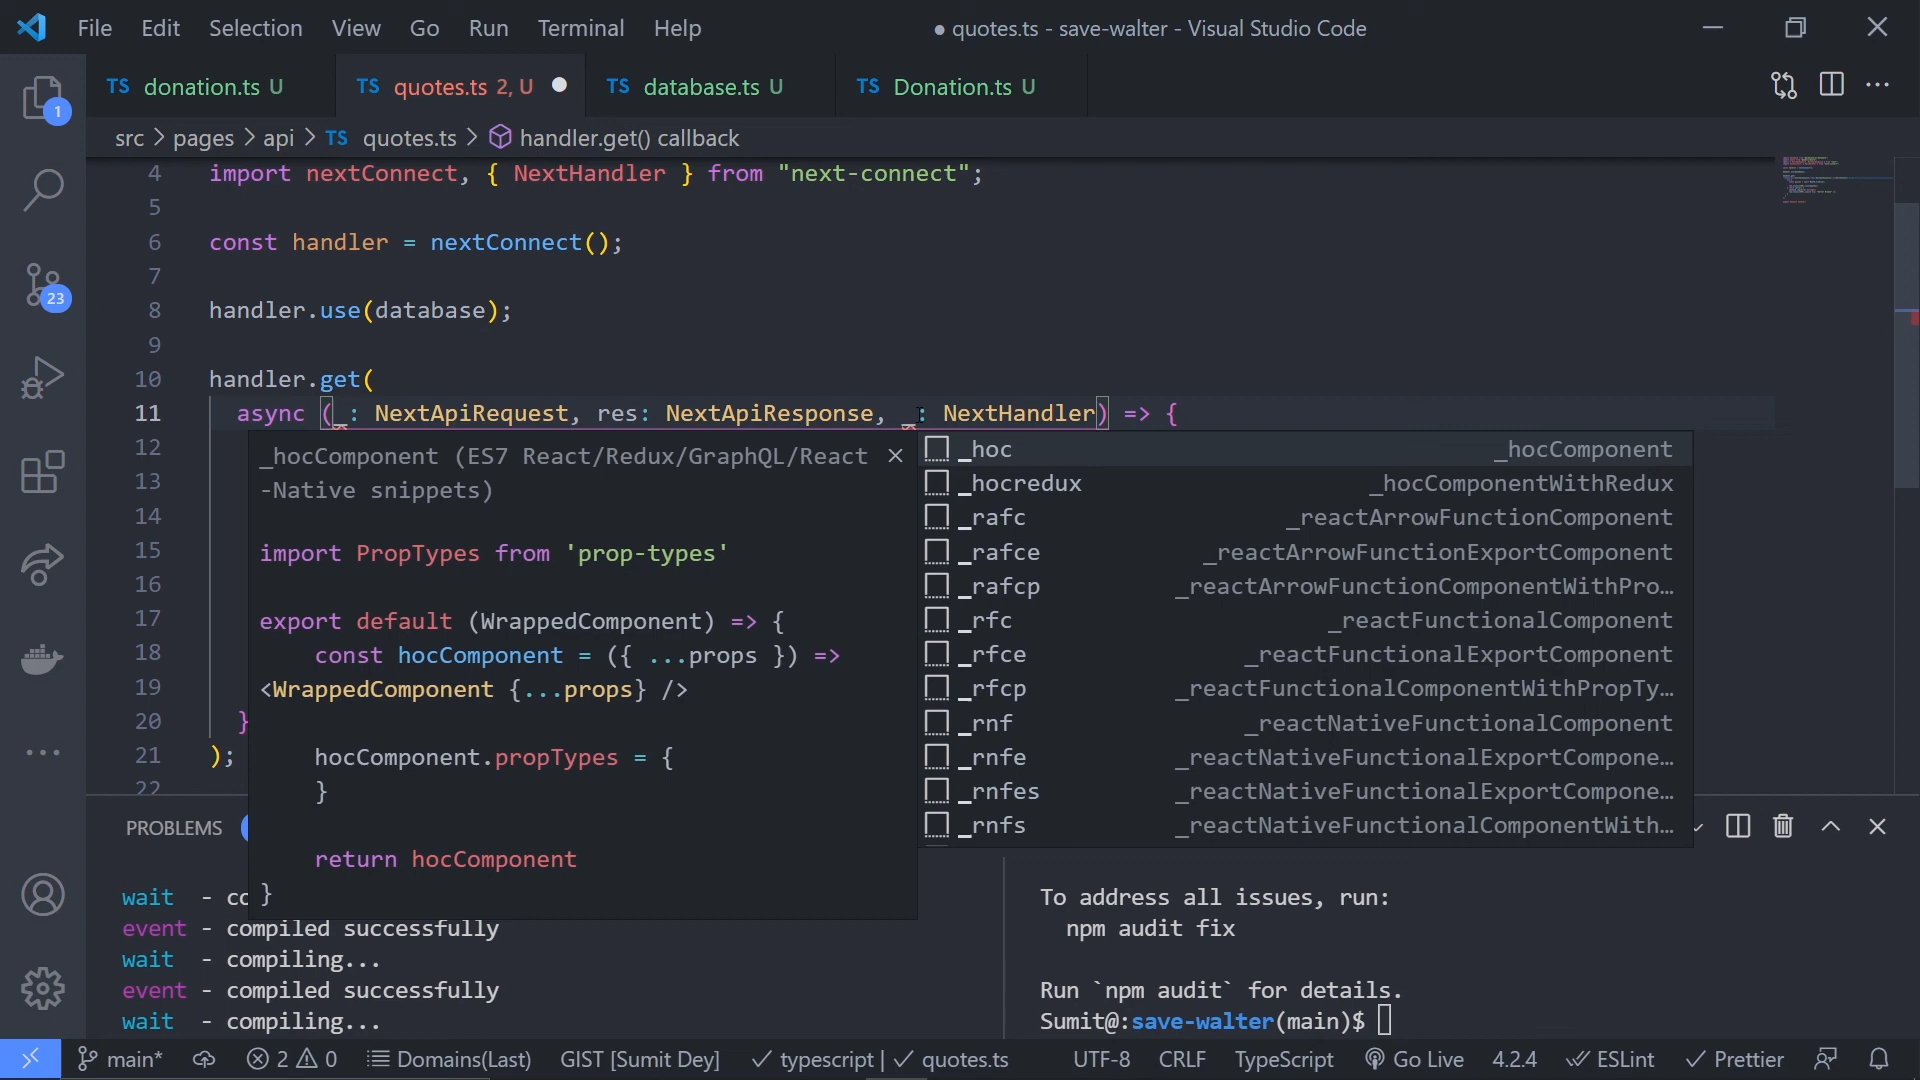 File Edit Selection View Go Run Terminal Help
● quotes.ts - save-walter - Visual Studio Code
TS donation.ts U
TS quotes.ts 2, U
TS database.ts U
TS Donation.ts U
src > pages > api > TS quotes.ts > handler.get() callback
4 import nextConnect, { NextHandler } from "next-connect";
5
6 const handler = nextConnect();
7
8 handler.use(database);
9
10 handler.get(
11 async (_: NextApiRequest, res: NextApiResponse, _: NextHandler) => {
12
13
14
15
16
17
18
19
20 }
21 );
22
_hocComponent (ES7 React/Redux/GraphQL/React
-Native snippets)
import PropTypes from 'prop-types'
export default (WrappedComponent) => {
const hocComponent = ({ ...props }) =>
<WrappedComponent {...props} />
hocComponent.propTypes = {
}
return hocComponent
}
_hoc _hocComponent
_hocredux _hocComponentWithRedux
_rafc _reactArrowFunctionComponent
_rafce _reactArrowFunctionExportComponent
_rafcp _reactArrowFunctionComponentWithPro…
_rfc _reactFunctionalComponent
_rfce _reactFunctionalExportComponent
_rfcp _reactFunctionalComponentWithPropTy…
_rnf _reactNativeFunctionalComponent
_rnfe _reactNativeFunctionalExportCompone…
_rnfes _reactNativeFunctionalExportCompone…
_rnfs _reactNativeFunctionalComponentWith…
1
23
PROBLEMS
wait - co
event - compiled successfully
wait - compiling...
event - compiled successfully
wait - compiling...
To address all issues, run:
npm audit fix
Run `npm audit` for details.
Sumit@:save-walter(main)$
main* 2 0 Domains(Last) GIST [Sumit Dey] typescript | quotes.ts UTF-8 CRLF TypeScript Go Live 4.2.4 ESLint Prettier